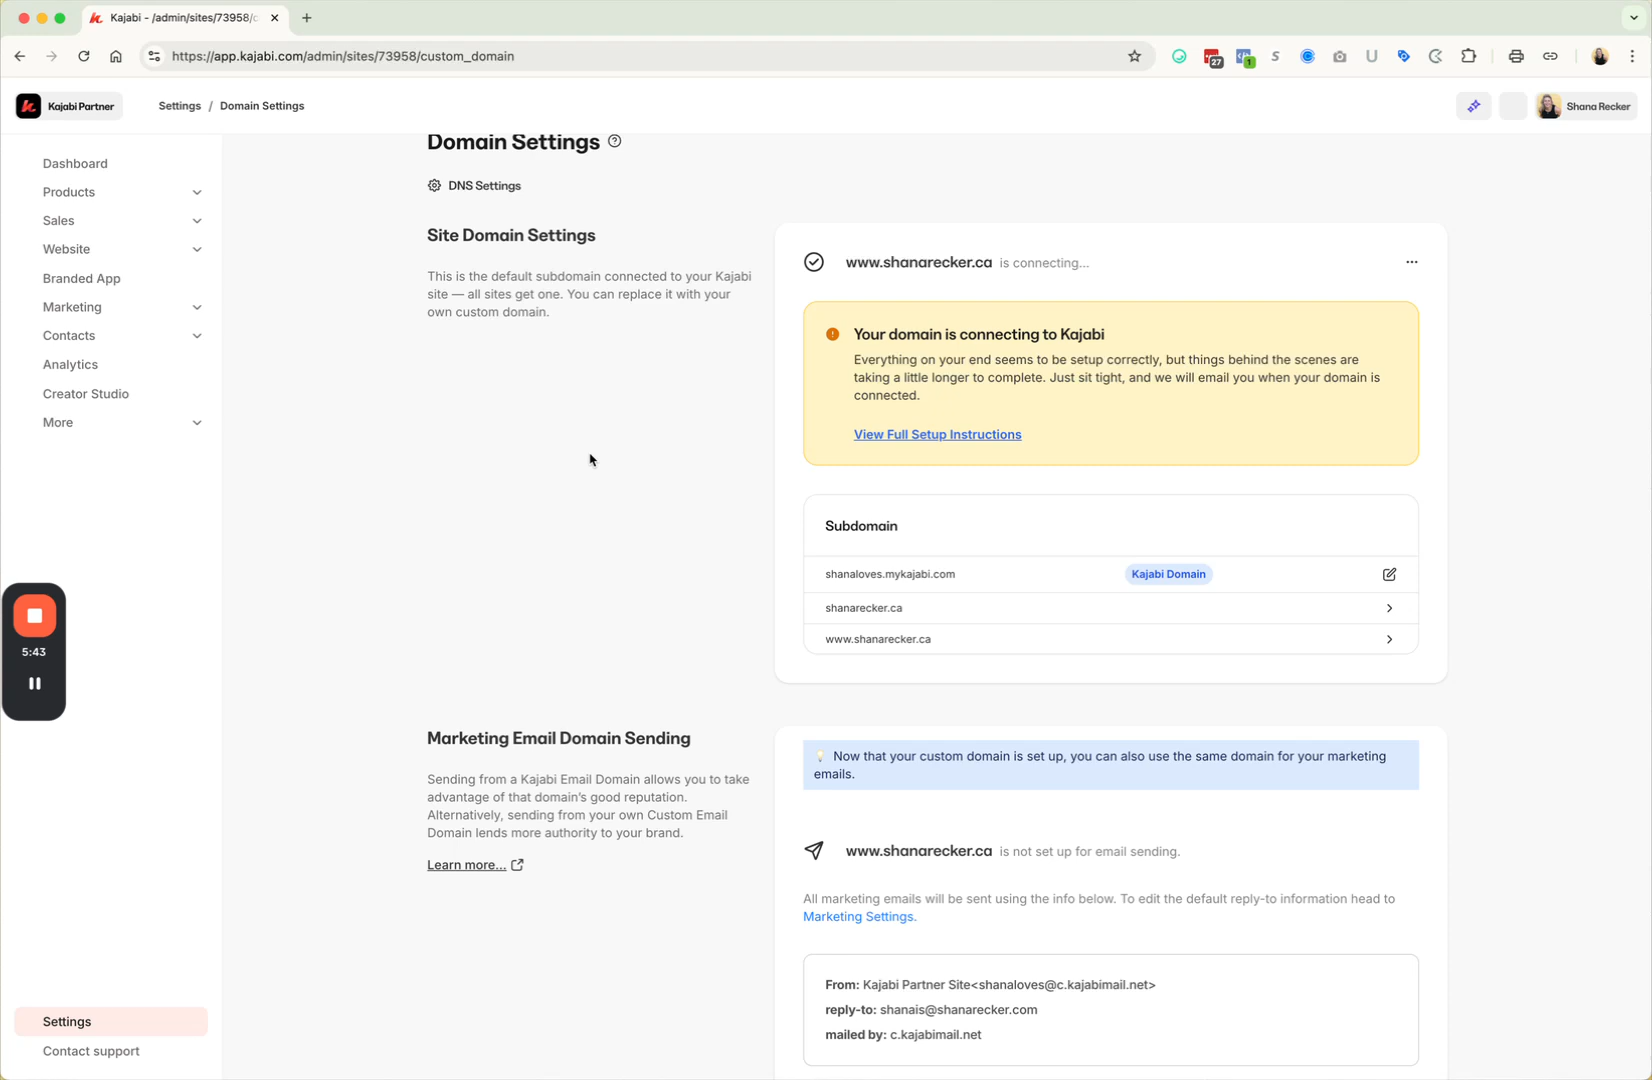 Kajabi - /admin/sites/73958/c
https://app.kajabi.com/admin/sites/73958/custom_domain
27
1
S
U
Kajabi Partner
Settings / Domain Settings
Shana Recker
Dashboard
Products
Sales
Website
Branded App
Marketing
Contacts
Analytics
Creator Studio
More
5:43
Settings
Contact support
Domain Settings
DNS Settings
Site Domain Settings
This is the default subdomain connected to your Kajabi
site — all sites get one. You can replace it with your
own custom domain.
www.shanarecker.ca is connecting...
Your domain is connecting to Kajabi
Everything on your end seems to be setup correctly, but things behind the scenes are
taking a little longer to complete. Just sit tight, and we will email you when your domain is
connected.
View Full Setup Instructions
Subdomain
shanaloves.mykajabi.com Kajabi Domain
shanarecker.ca
www.shanarecker.ca
Marketing Email Domain Sending
Sending from a Kajabi Email Domain allows you to take
advantage of that domain's good reputation.
Alternatively, sending from your own Custom Email
Domain lends more authority to your brand.
Learn more...
Now that your custom domain is set up, you can also use the same domain for your marketing
emails.
www.shanarecker.ca is not set up for email sending.
All marketing emails will be sent using the info below. To edit the default reply-to information head to
Marketing Settings.
From: Kajabi Partner Site<shanaloves@c.kajabimail.net>
reply-to: shanais@shanarecker.com
mailed by: c.kajabimail.net